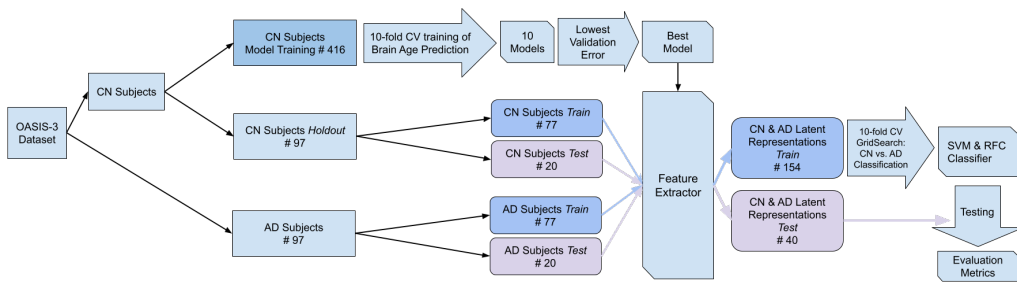 OASIS-3
Dataset
CN Subjects
CN Subjects
Model Training # 416
10-fold CV training of
Brain Age Prediction
10
Models
Lowest
Validation
Error
Best
Model
CN Subjects Holdout
# 97
AD Subjects
# 97
CN Subjects Train
# 77
CN Subjects Test
# 20
AD Subjects Train
# 77
AD Subjects Test
# 20
Feature
Extractor
CN & AD Latent
Representations
Train
# 154
CN & AD Latent
Representations
Test
# 40
10-fold CV
GridSearch:
CN vs. AD
Classification
SVM & RFC
Classifier
Testing
Evaluation
Metrics